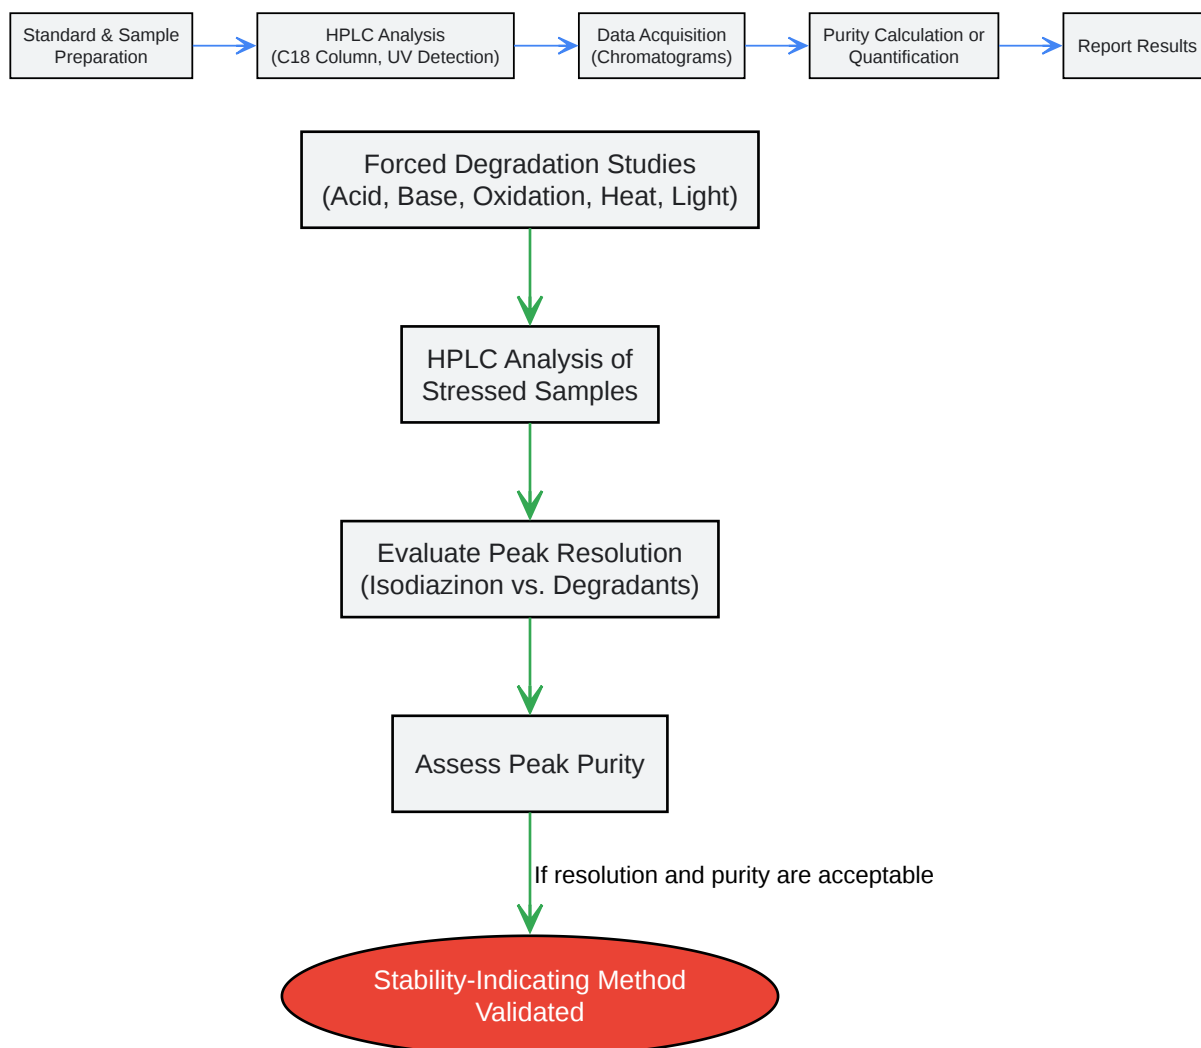 Standard & Sample
Preparation
HPLC Analysis
(C18 Column, UV Detection)
Data Acquisition
(Chromatograms)
Purity Calculation or
Quantification
Report Results
Forced Degradation Studies
(Acid, Base, Oxidation, Heat, Light)
HPLC Analysis of
Stressed Samples
Evaluate Peak Resolution
(Isodiazinon vs. Degradants)
Assess Peak Purity
If resolution and purity are acceptable
Stability-Indicating Method
Validated